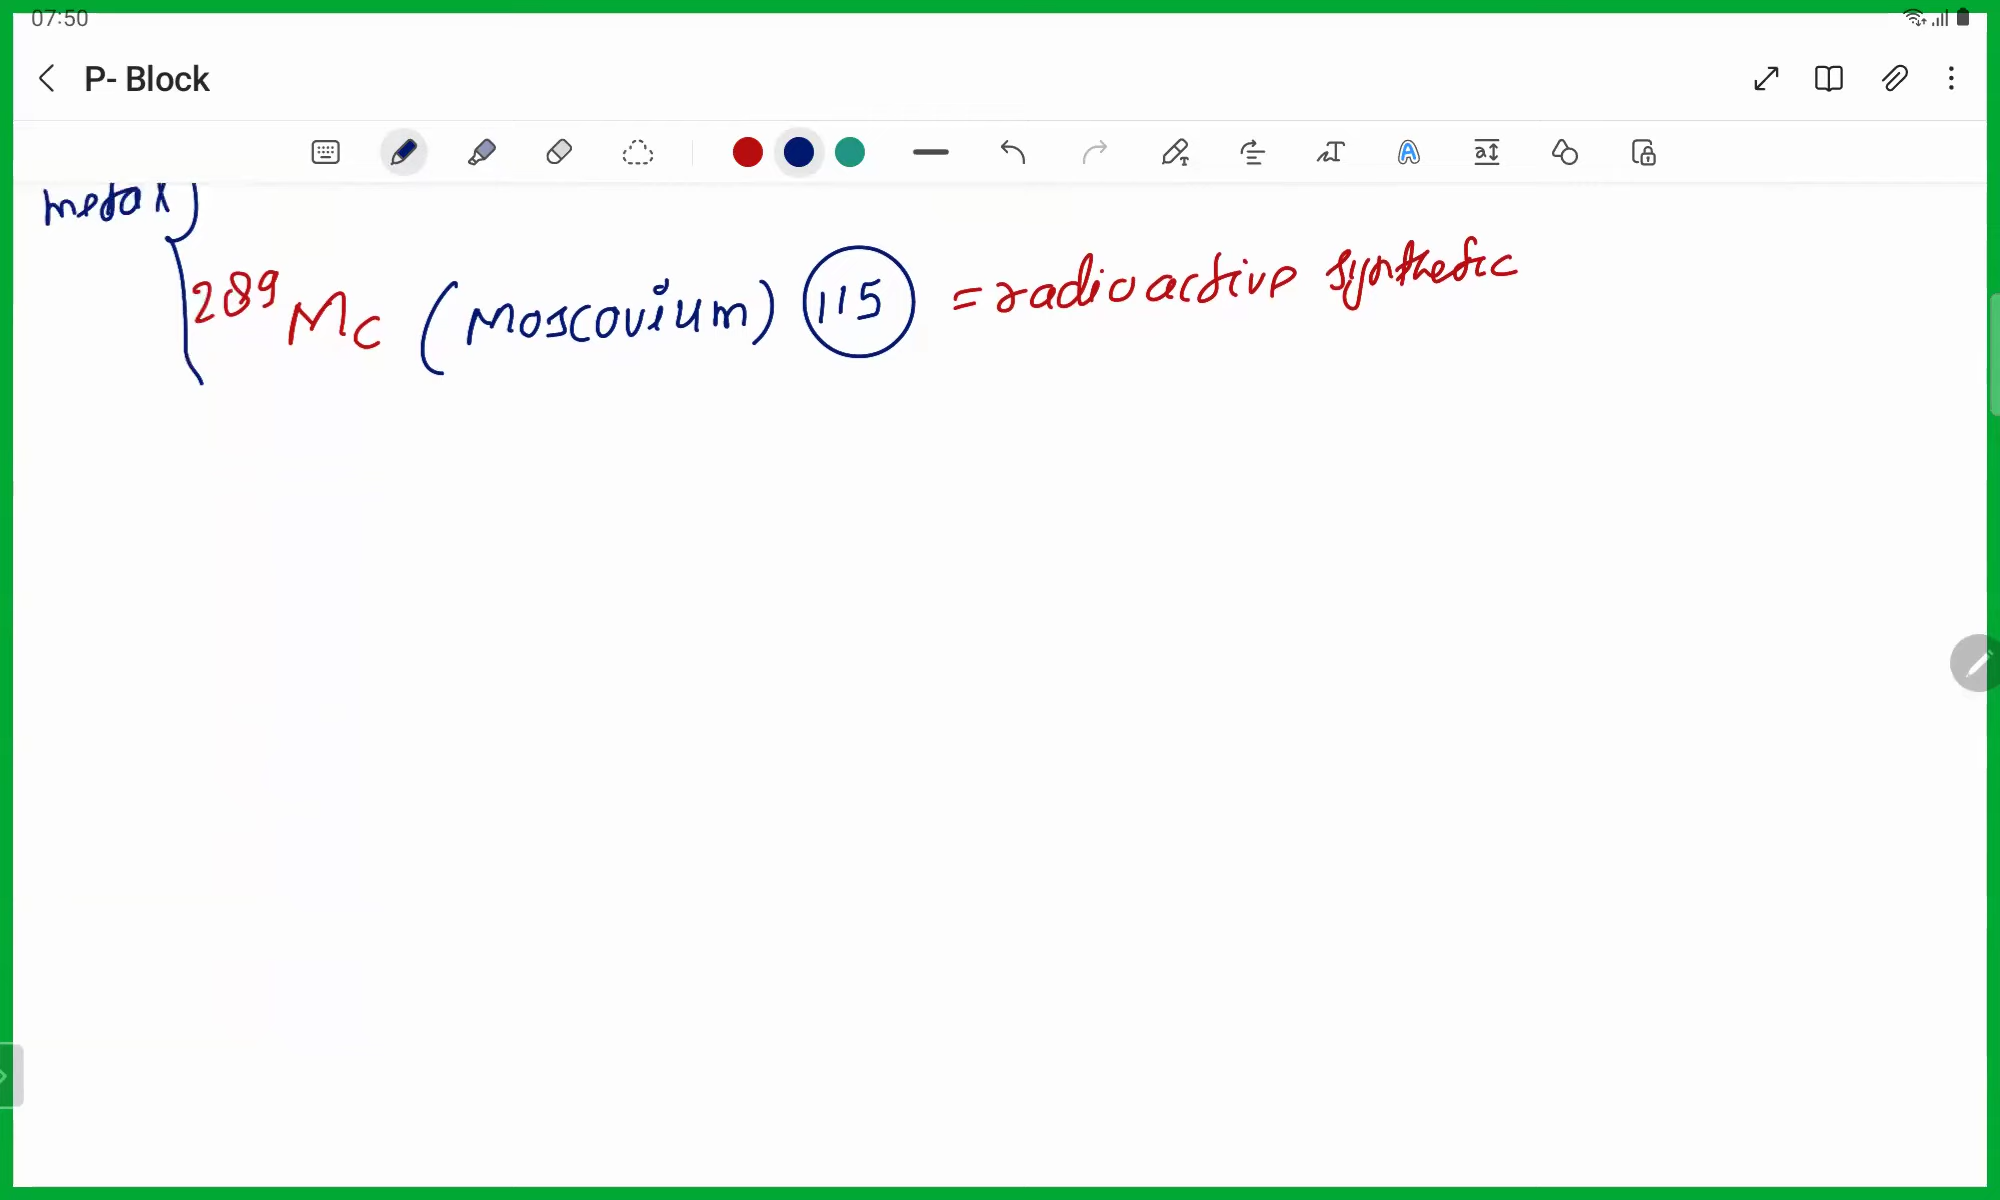 07:50
P- Block
metal
289 Mc (Moscovium) 115 = radioactive synthetic